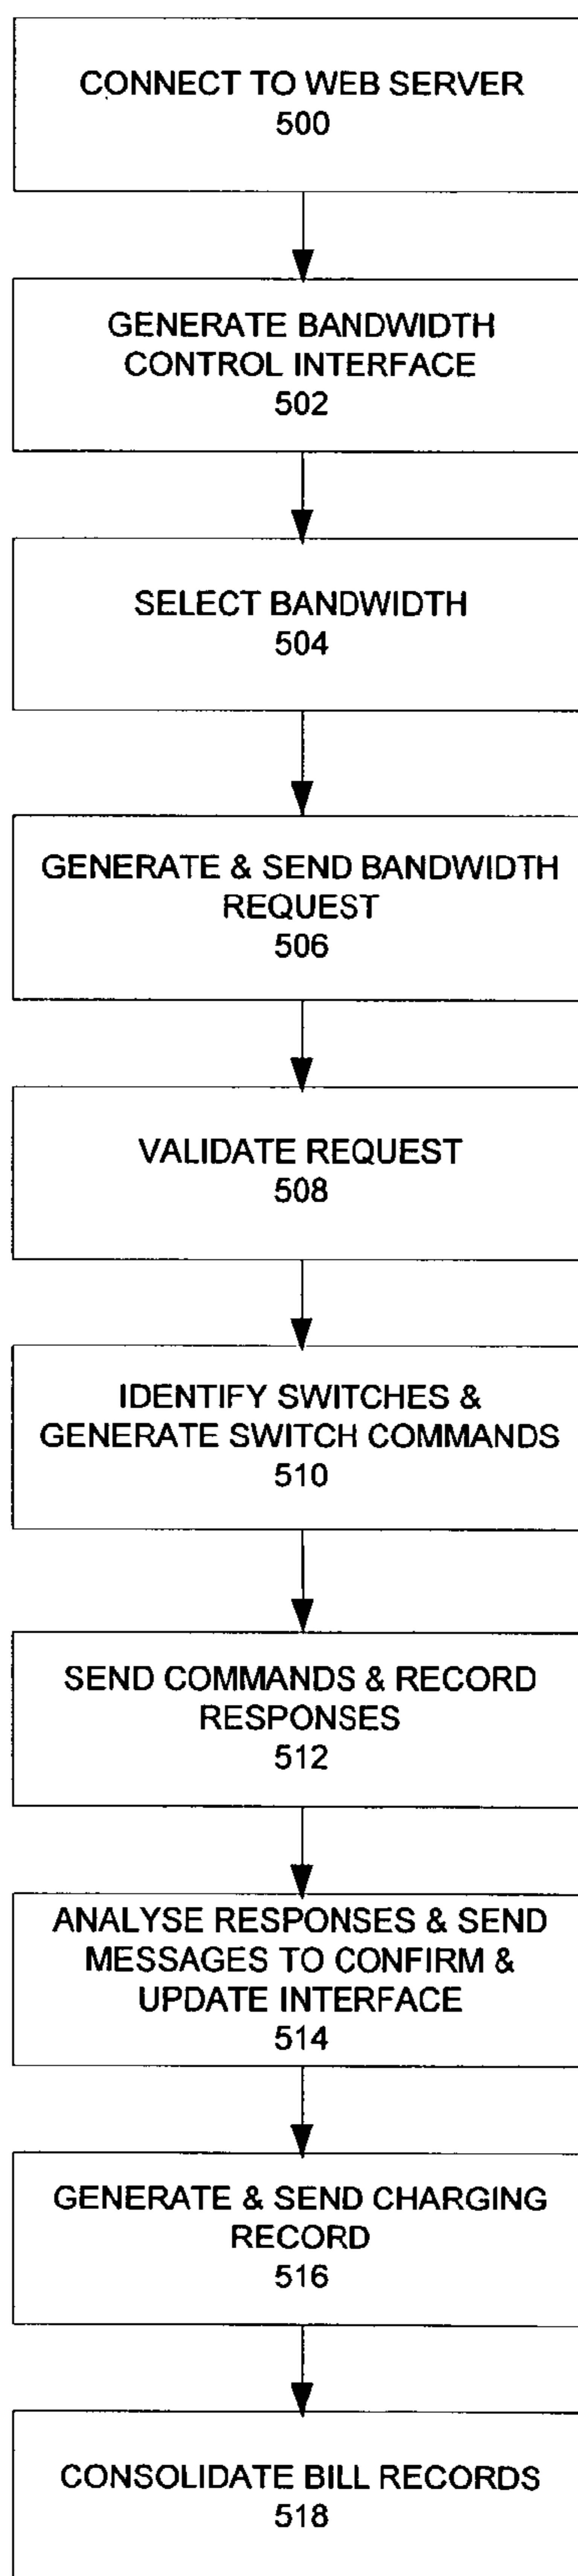 CONNECT TO WEB SERVER
500
GENERATE BANDWIDTH
CONTROL INTERFACE
502
SELECT BANDWIDTH
504
GENERATE & SEND BANDWIDTH
REQUEST
506
VALIDATE REQUEST
508
IDENTIFY SWITCHES &
GENERATE SWITCH COMMANDS
510
SEND COMMANDS & RECORD
RESPONSES
512
ANALYSE RESPONSES & SEND
MESSAGES TO CONFIRM &
UPDATE INTERFACE
514
GENERATE & SEND CHARGING
RECORD
516
CONSOLIDATE BILL RECORDS
518